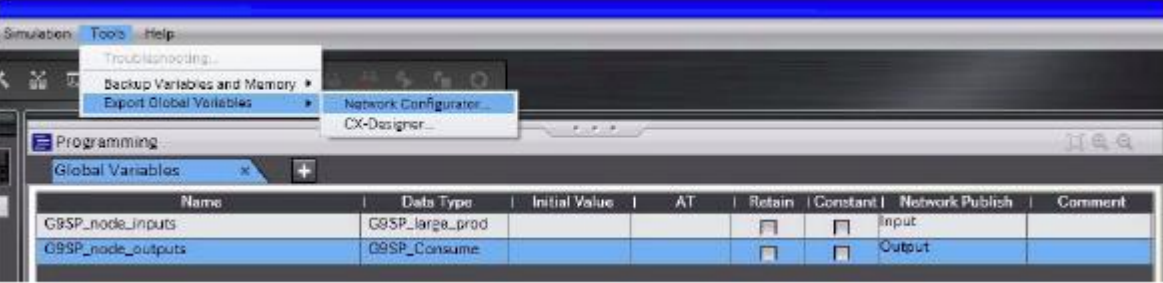 Simulation Tools Help
Troubleshooting...
Backup Variables and Memory
Export Global Variables
Network Configurator...
CX-Designer...
Programming
Global Variables × +
Name Data Type Initial Value AT Retain Constant Network Publish Comment
G9SP_node_inputs G9SP_large_prod Input
G9SP_node_outputs G9SP_Consume Output